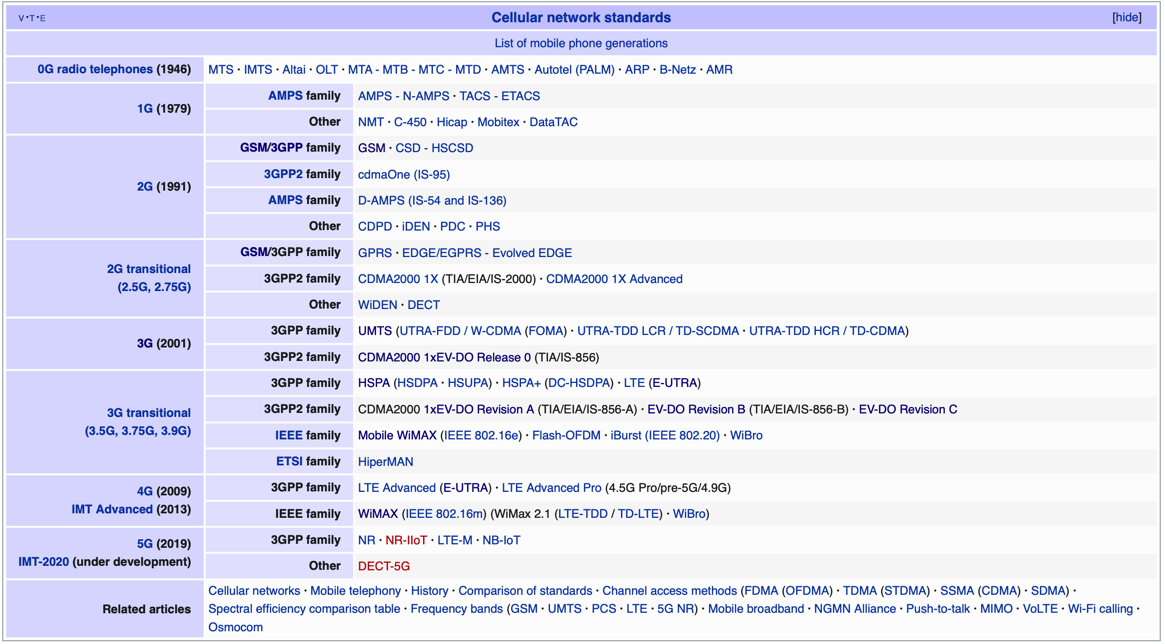 V·T·E Cellular network standards [hide]
List of mobile phone generations
0G radio telephones (1946) MTS · IMTS · Altai · OLT · MTA - MTB - MTC - MTD · AMTS · Autotel (PALM) · ARP · B-Netz · AMR
1G (1979)
AMPS family AMPS - N-AMPS · TACS - ETACS
Other NMT · C-450 · Hicap · Mobitex · DataTAC
2G (1991)
GSM/3GPP family GSM · CSD - HSCSD
3GPP2 family cdmaOne (IS-95)
AMPS family D-AMPS (IS-54 and IS-136)
Other CDPD · iDEN · PDC · PHS
2G transitional
(2.5G, 2.75G)
GSM/3GPP family GPRS · EDGE/EGPRS - Evolved EDGE
3GPP2 family CDMA2000 1X (TIA/EIA/IS-2000) · CDMA2000 1X Advanced
Other WiDEN · DECT
3G (2001)
3GPP family UMTS (UTRA-FDD / W-CDMA (FOMA) · UTRA-TDD LCR / TD-SCDMA · UTRA-TDD HCR / TD-CDMA)
3GPP2 family CDMA2000 1xEV-DO Release 0 (TIA/IS-856)
3G transitional
(3.5G, 3.75G, 3.9G)
3GPP family HSPA (HSDPA · HSUPA) · HSPA+ (DC-HSDPA) · LTE (E-UTRA)
3GPP2 family CDMA2000 1xEV-DO Revision A (TIA/EIA/IS-856-A) · EV-DO Revision B (TIA/EIA/IS-856-B) · EV-DO Revision C
IEEE family Mobile WiMAX (IEEE 802.16e) · Flash-OFDM · iBurst (IEEE 802.20) · WiBro
ETSI family HiperMAN
4G (2009)
IMT Advanced (2013)
3GPP family LTE Advanced (E-UTRA) · LTE Advanced Pro (4.5G Pro/pre-5G/4.9G)
IEEE family WiMAX (IEEE 802.16m) (WiMax 2.1 (LTE-TDD / TD-LTE) · WiBro)
5G (2019)
IMT-2020 (under development)
3GPP family NR · NR-IIoT · LTE-M · NB-IoT
Other DECT-5G
Related articles
Cellular networks · Mobile telephony · History · Comparison of standards · Channel access methods (FDMA (OFDMA) · TDMA (STDMA) · SSMA (CDMA) · SDMA) ·
Spectral efficiency comparison table · Frequency bands (GSM · UMTS · PCS · LTE · 5G NR) · Mobile broadband · NGMN Alliance · Push-to-talk · MIMO · VoLTE · Wi-Fi calling ·
Osmocom